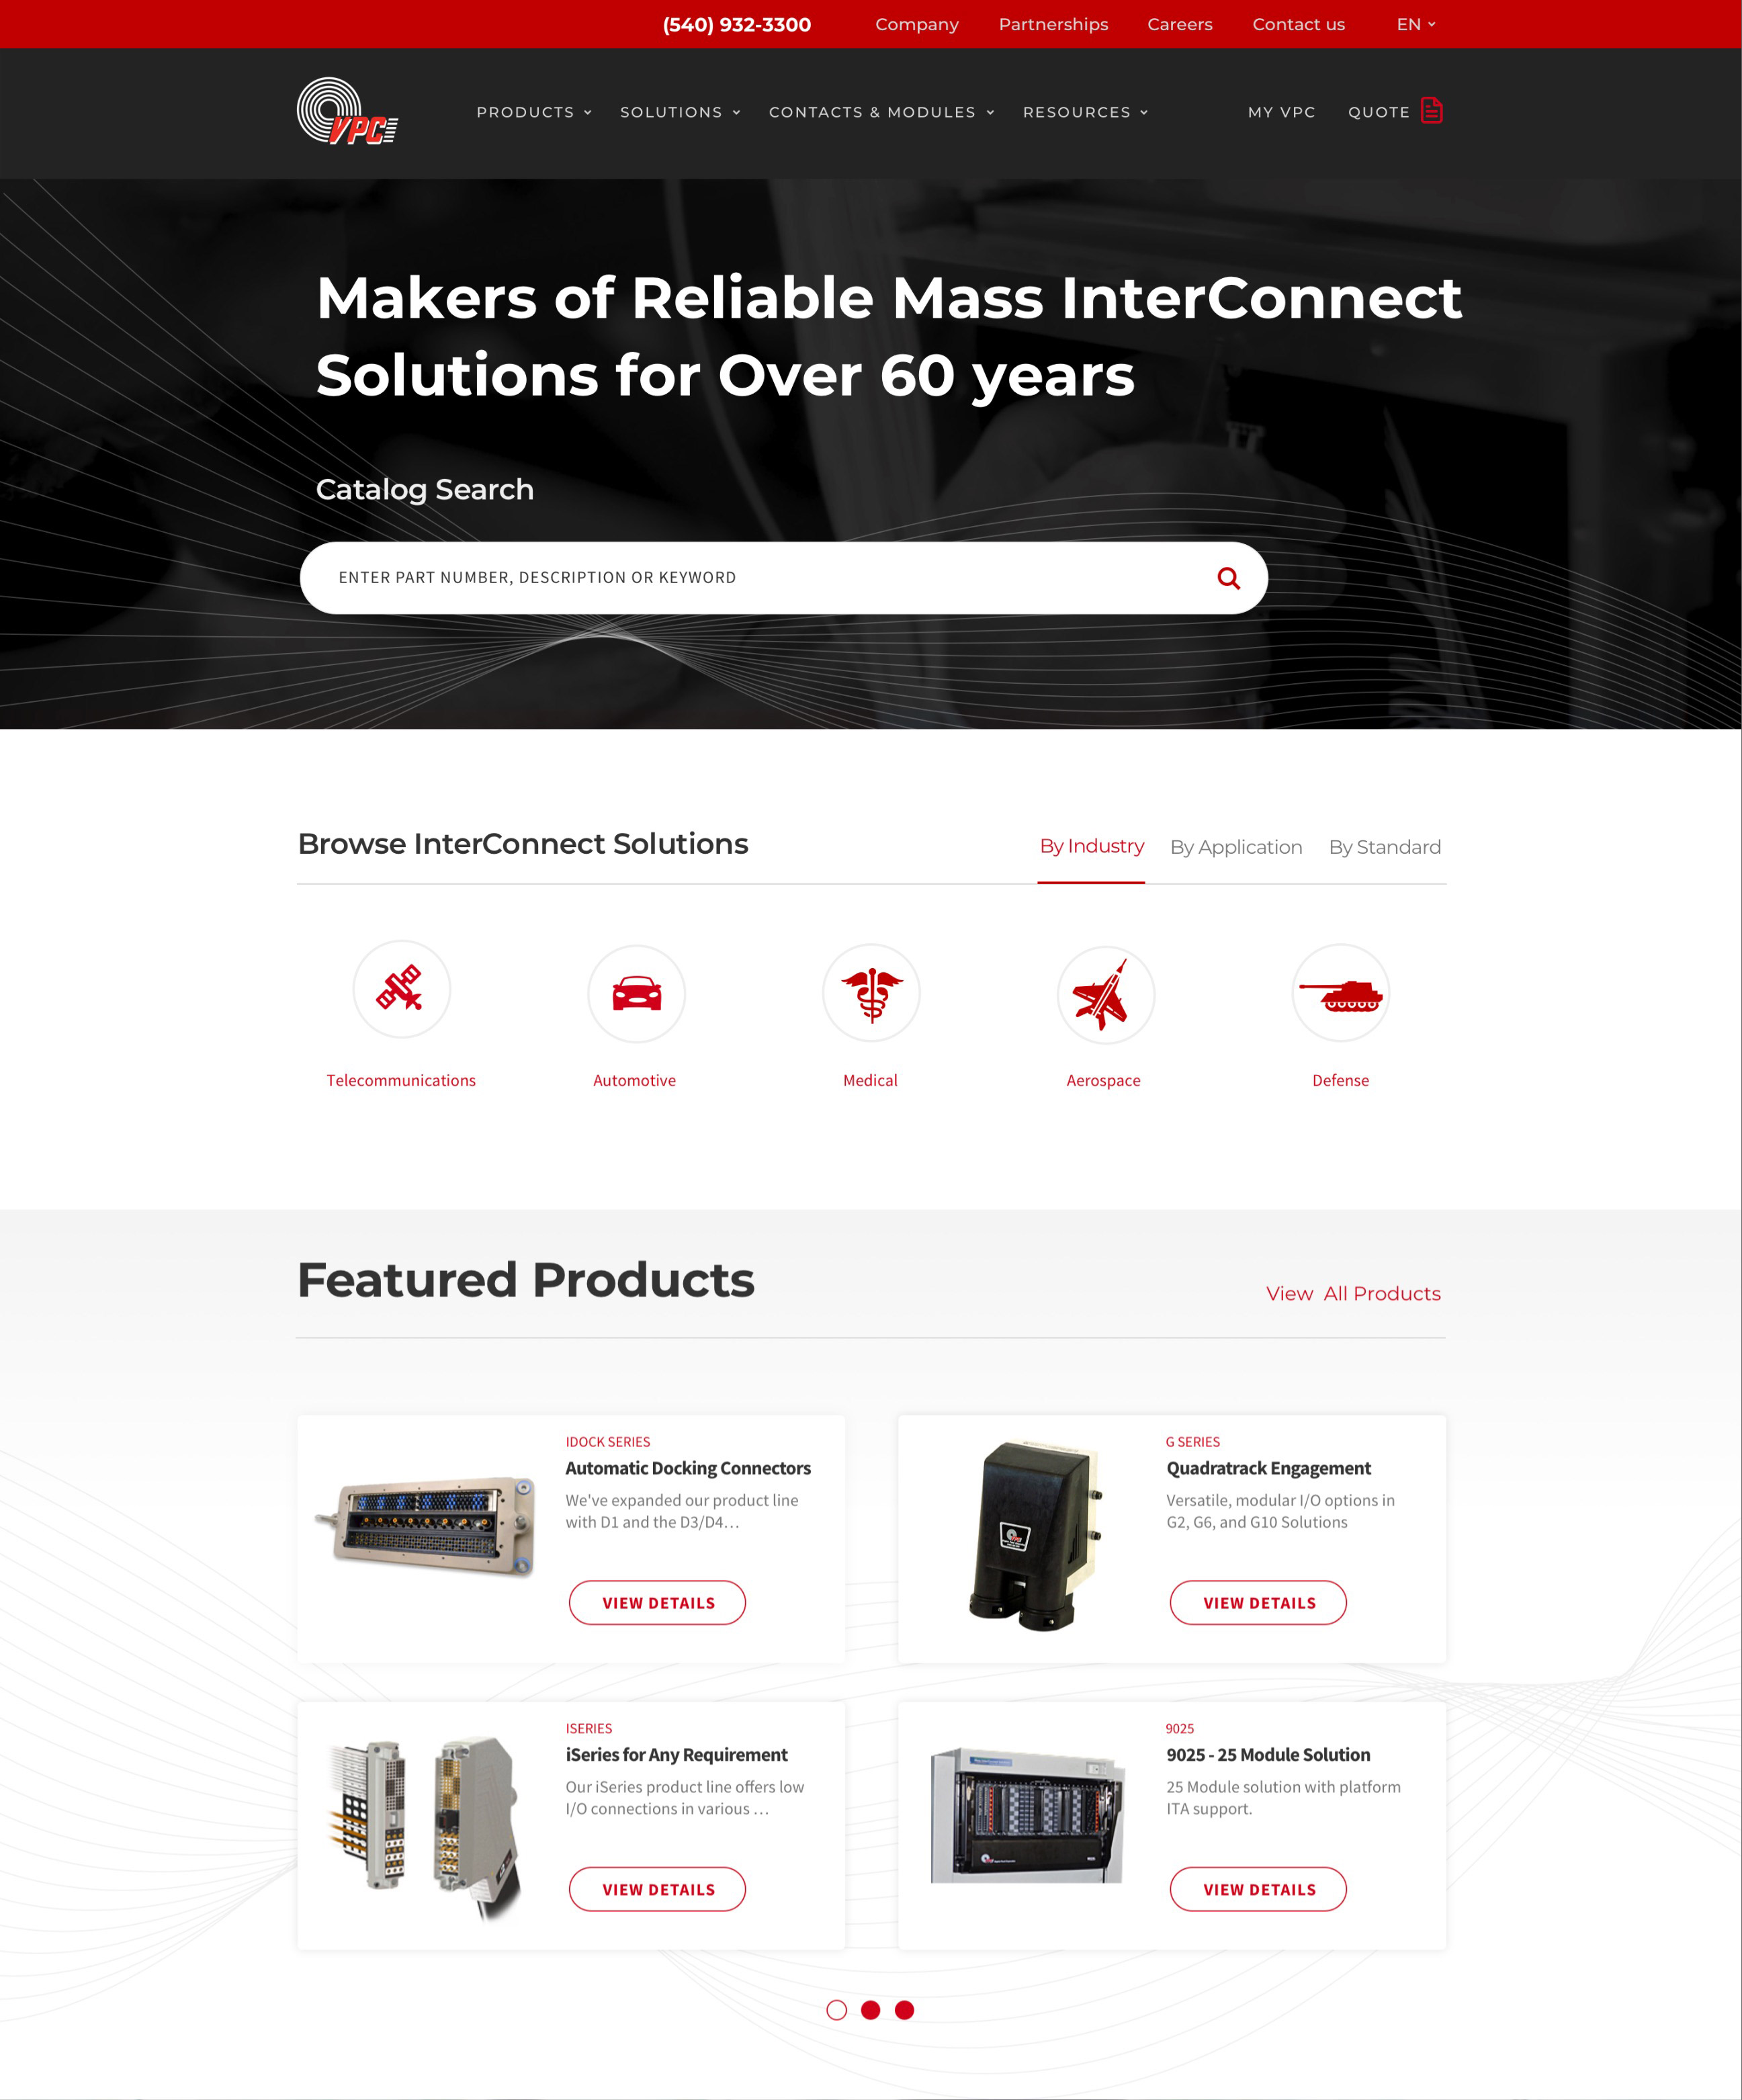 (540) 932-3300 Company Partnerships Careers Contact us EN
VPC
PRODUCTS SOLUTIONS CONTACTS & MODULES RESOURCES MY VPC QUOTE
Makers of Reliable Mass InterConnect
Solutions for Over 60 years
Catalog Search
ENTER PART NUMBER, DESCRIPTION OR KEYWORD
Browse InterConnect Solutions
By Industry By Application By Standard
Telecommunications Automotive Medical Aerospace Defense
Featured Products
View All Products
IDOCK SERIES
Automatic Docking Connectors
We've expanded our product line
with D1 and the D3/D4...
VIEW DETAILS
G SERIES
Quadratrack Engagement
Versatile, modular I/O options in
G2, G6, and G10 Solutions
VIEW DETAILS
ISERIES
iSeries for Any Requirement
Our iSeries product line offers low
I/O connections in various ...
VIEW DETAILS
9025
9025 - 25 Module Solution
25 Module solution with platform
ITA support.
VIEW DETAILS